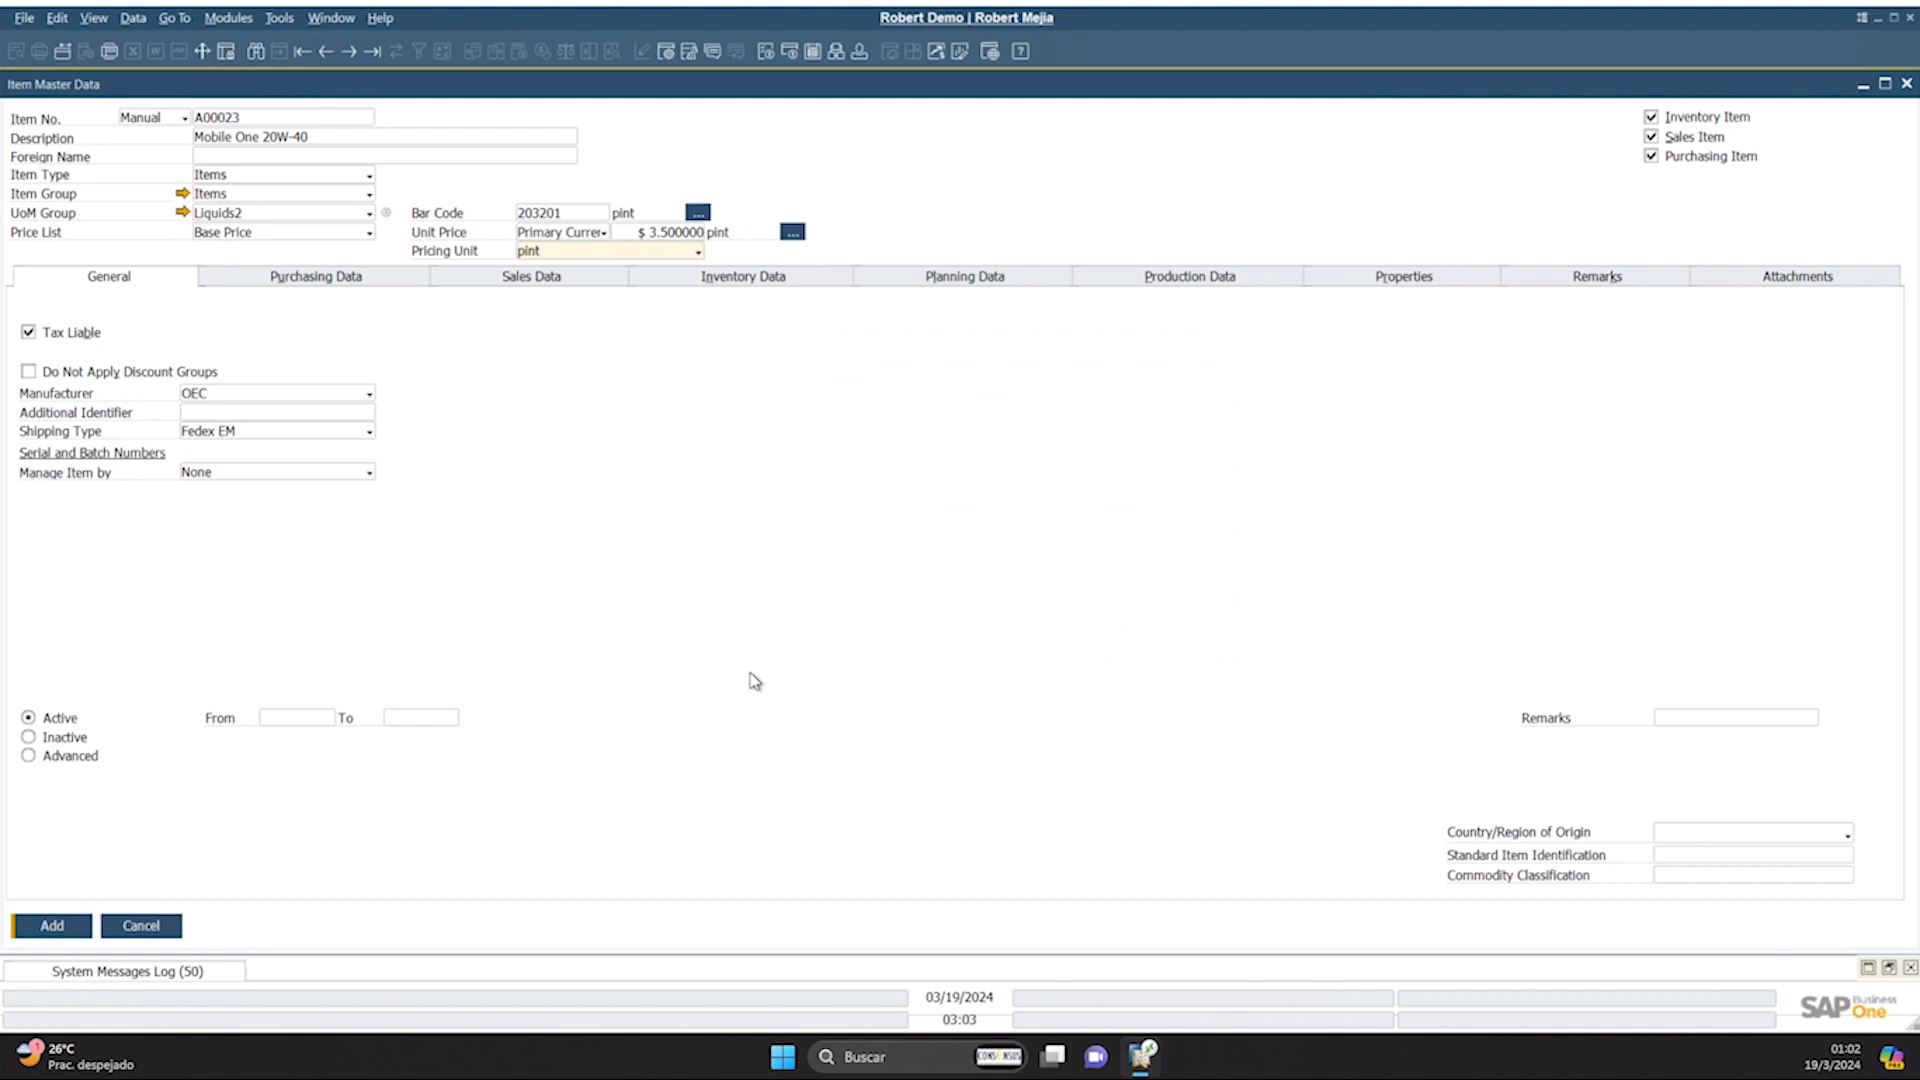 File Edit View Data Go To Modules Tools Window Help
Robert Demo | Robert Mejia
Item Master Data
Item No. Manual A00023
Inventory Item
Description Mobile One 20W-40
Sales Item
Foreign Name
Purchasing Item
Item Type Items
Item Group Items
UoM Group Liquids2 Bar Code 203201 pint ...
Price List Base Price Unit Price Primary Currer $ 3.500000 pint ...
Pricing Unit pint
General Purchasing Data Sales Data Inventory Data Planning Data Production Data Properties Remarks Attachments
Tax Liable
Do Not Apply Discount Groups
Manufacturer OEC
Additional Identifier
Shipping Type Fedex EM
Serial and Batch Numbers
Manage Item by None
Active From To Remarks
Inactive
Advanced
Country/Region of Origin
Standard Item Identification
Commodity Classification
Add Cancel
System Messages Log (50)
03/19/2024
03:03
SAP Business One
26°C
Prac. despejado
Buscar
CONSENSUS
01:02
19/3/2024